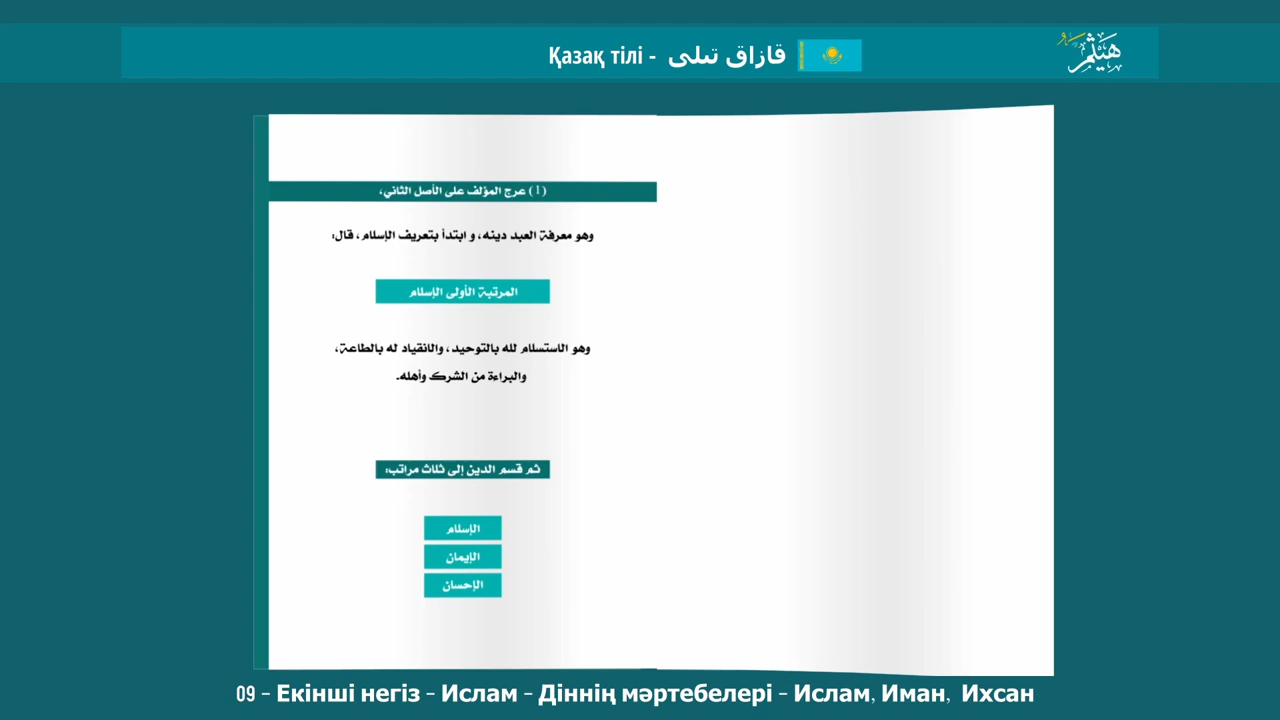 Қазақ тілі - قازاق تىلى
هيثم
(1) عرج المؤلف على الأصل الثاني،
وهو معرفة العبد دينه، و ابتدأ بتعريف الإسلام، قال:
المرتبة الأولى الإسلام
وهو الاستسلام لله بالتوحيد، والانقياد له بالطاعة،
والبراءة من الشرك وأهله.
ثم قسم الدين إلى ثلاث مراتب:
الإسلام
الإيمان
الإحسان
09 - Екінші негіз - Ислам - Діннің мәртебелері - Ислам, Иман, Ихсан